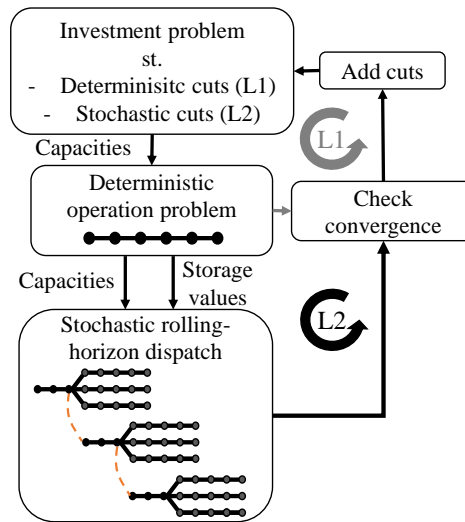 Investment problem
st.
- Determinisitc cuts (L1)
- Stochastic cuts (L2)
Add cuts
L1
Capacities
Deterministic
operation problem
Check
convergence
Capacities
Storage
values
L2
Stochastic rolling-
horizon dispatch